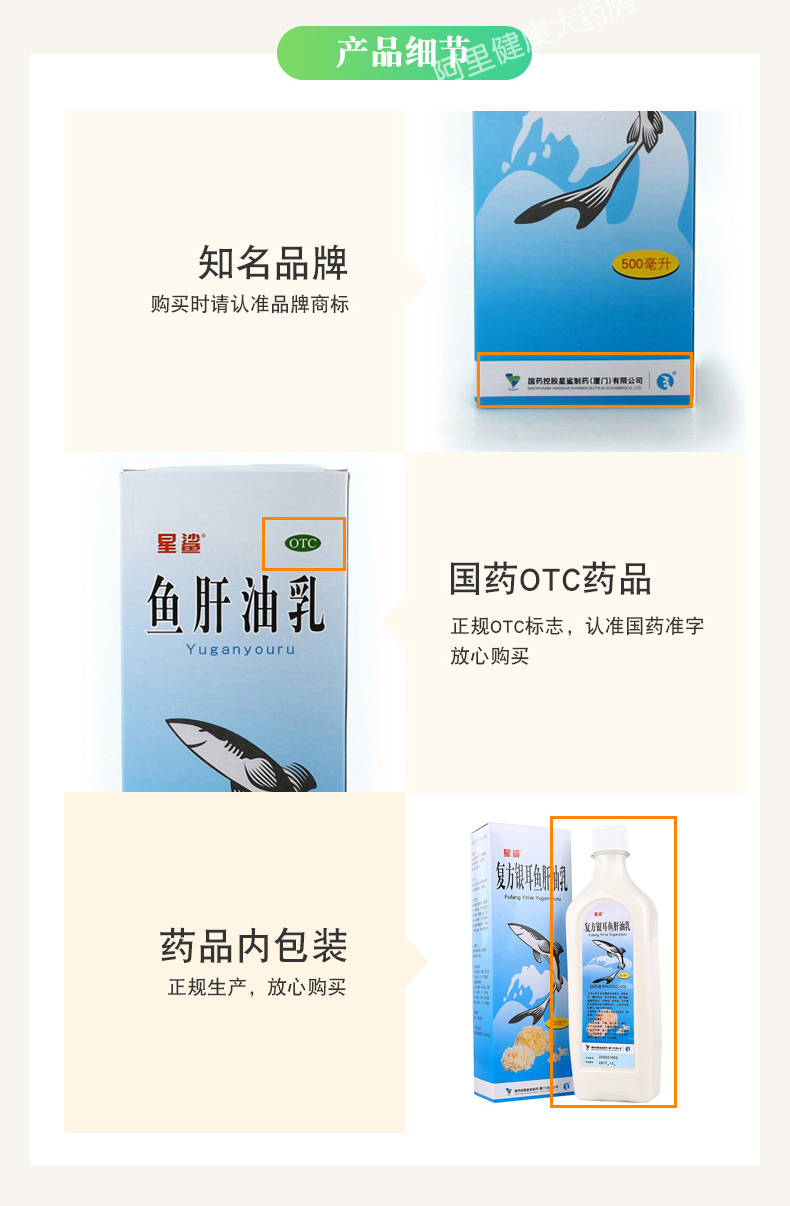 产品细节
阿里健康大药房
知名品牌
购买时请认准品牌商标
500毫升
国药控股星鲨制药(厦门)有限公司
星鲨®
OTC
鱼肝油乳
Yuganyouru
国药OTC药品
正规OTC标志，认准国药准字
放心购买
药品内包装
正规生产，放心购买
星鲨
复方银耳鱼肝油乳
Fufang Yin'er Yuganyouru
星鲨
复方银耳鱼肝油乳
Fufang Yin'er Yuganyouru